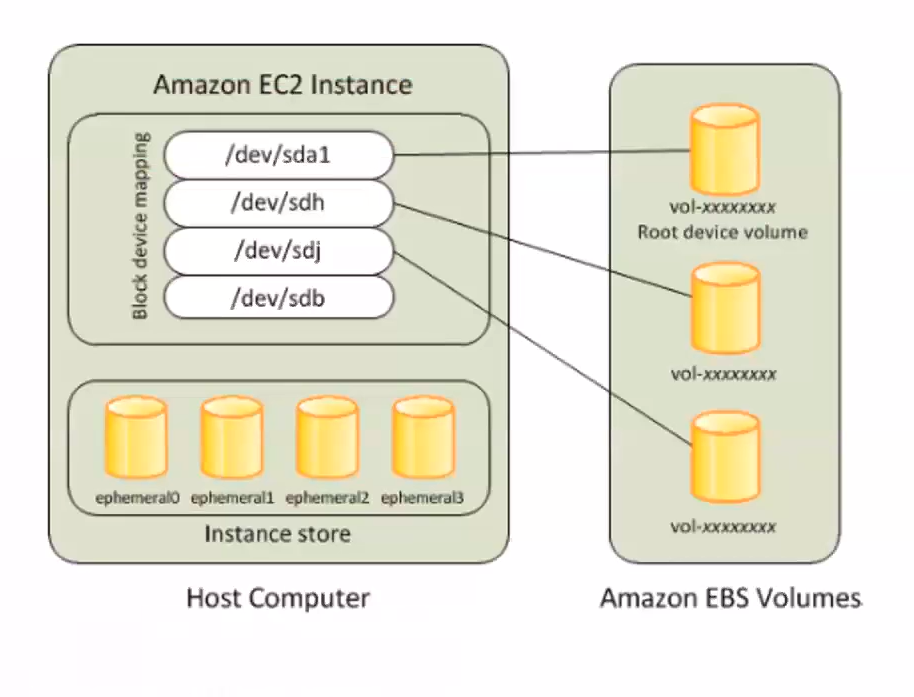 Amazon EC2 Instance
Block device mapping
/dev/sda1
/dev/sdh
/dev/sdj
/dev/sdb
ephemeral0 ephemeral1 ephemeral2 ephemeral3
Instance store
Host Computer
vol-xxxxxxxx
Root device volume
vol-xxxxxxxx
vol-xxxxxxxx
Amazon EBS Volumes